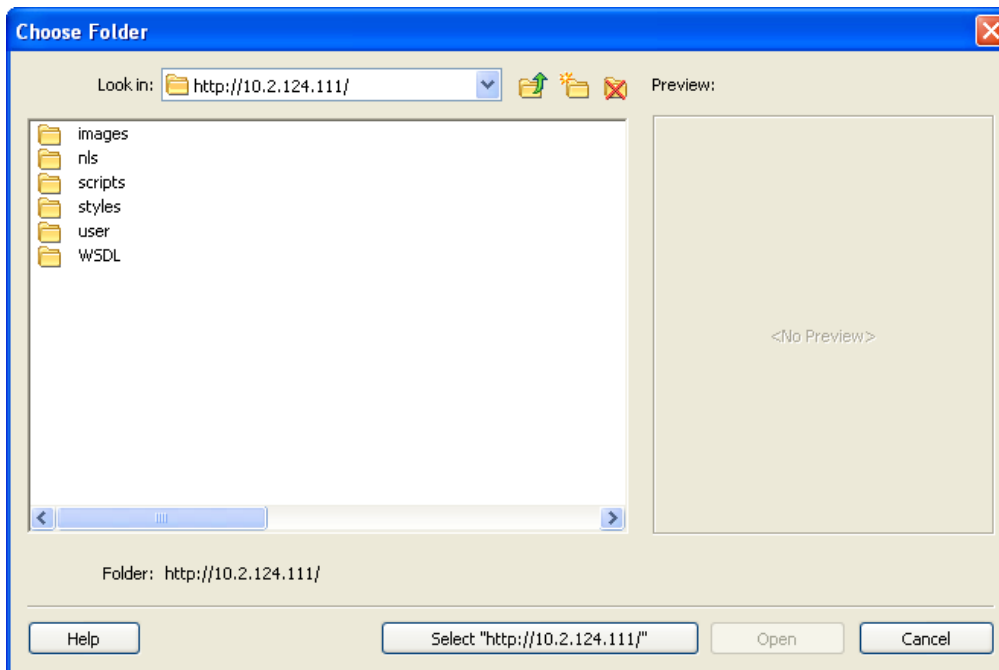 Choose Folder
Look in: http://10.2.124.111/
Preview:
images
nls
scripts
styles
user
WSDL
<No Preview>
Folder: http://10.2.124.111/
Help
Select "http://10.2.124.111/"
Open
Cancel